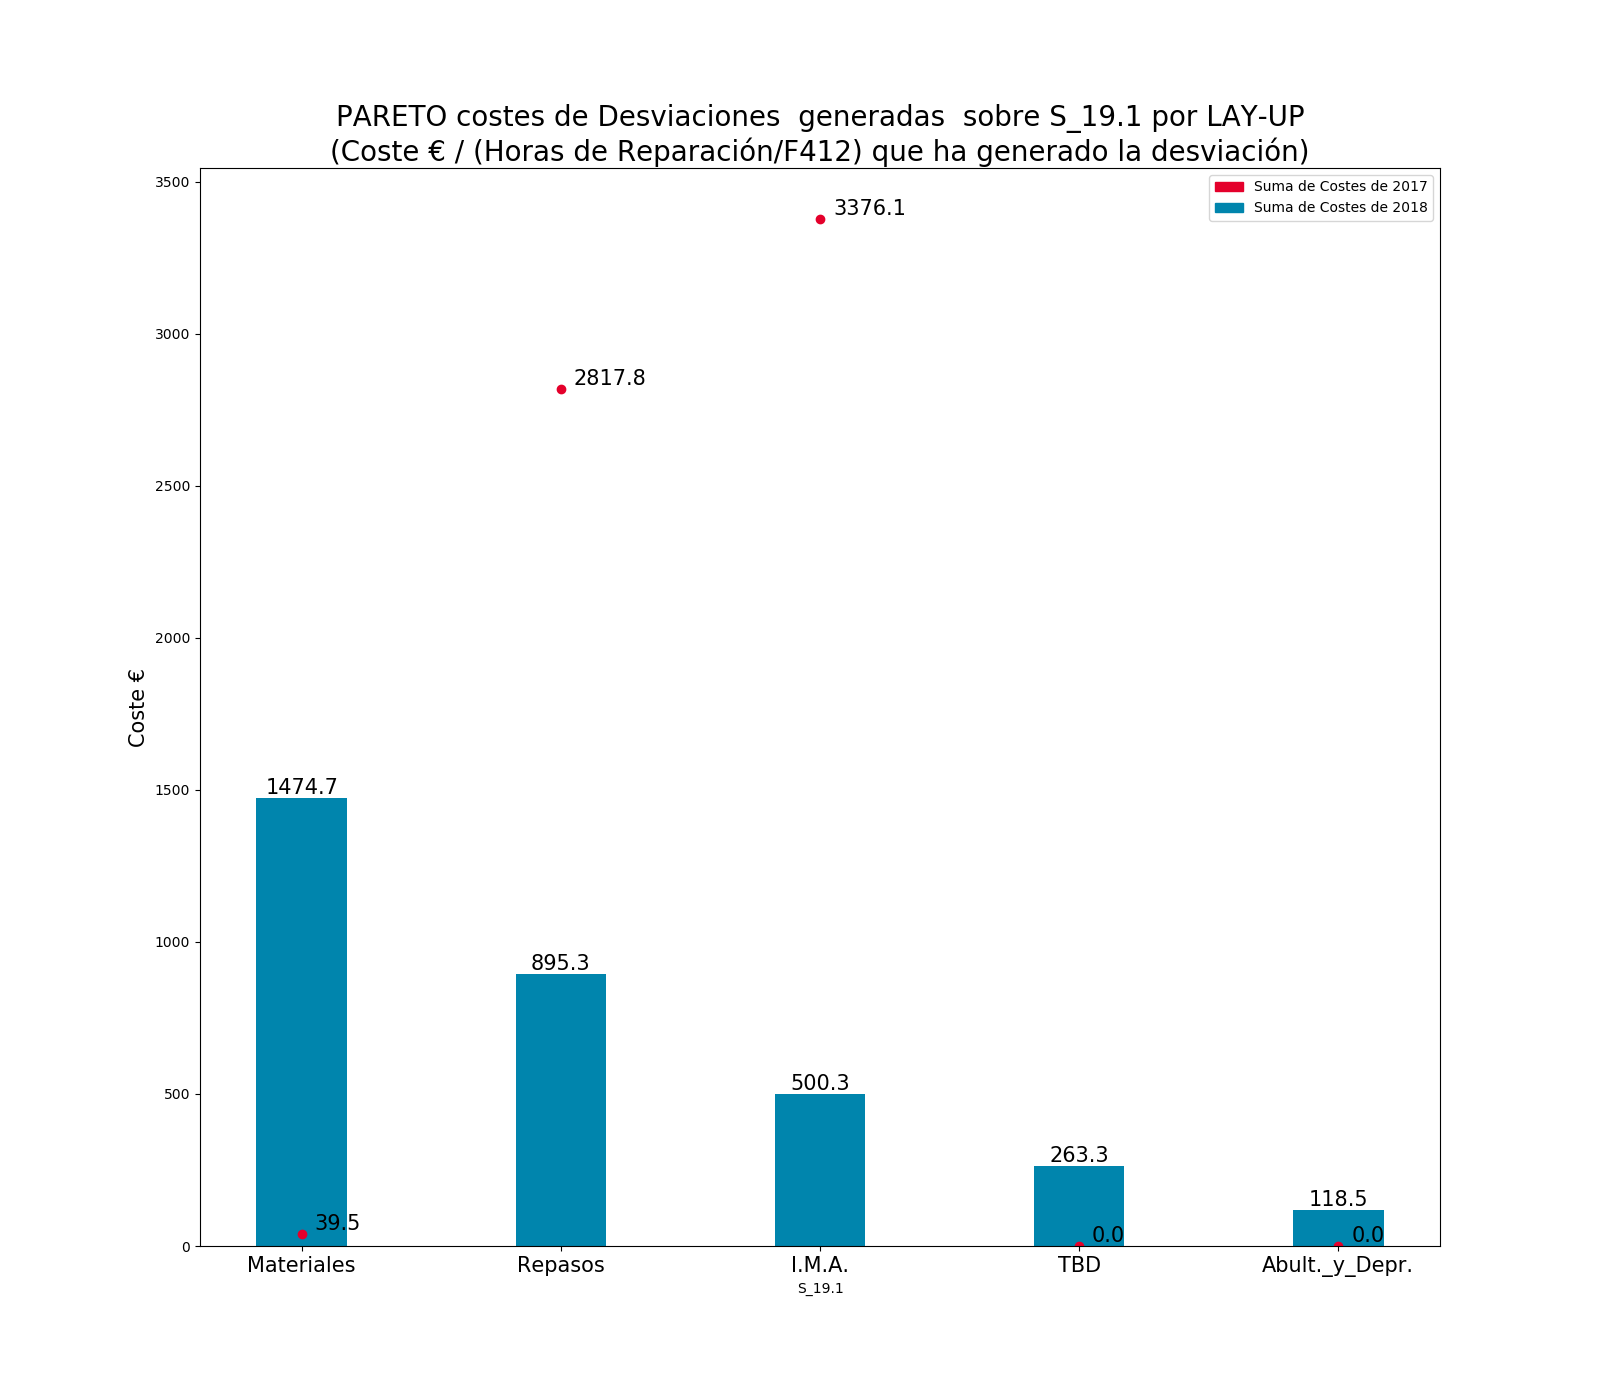 PARETO costes de Desviaciones  generadas  sobre S_19.1 por LAY-UP
(Coste € / (Horas de Reparación/F412) que ha generado la desviación)
Suma de Costes de 2017
Suma de Costes de 2018
3500
3000
2500
2000
1500
1000
500
0
Coste €
3376.1
2817.8
1474.7
895.3
500.3
263.3
118.5
39.5
0.0
0.0
Materiales
Repasos
I.M.A.
TBD
Abult._y_Depr.
S_19.1